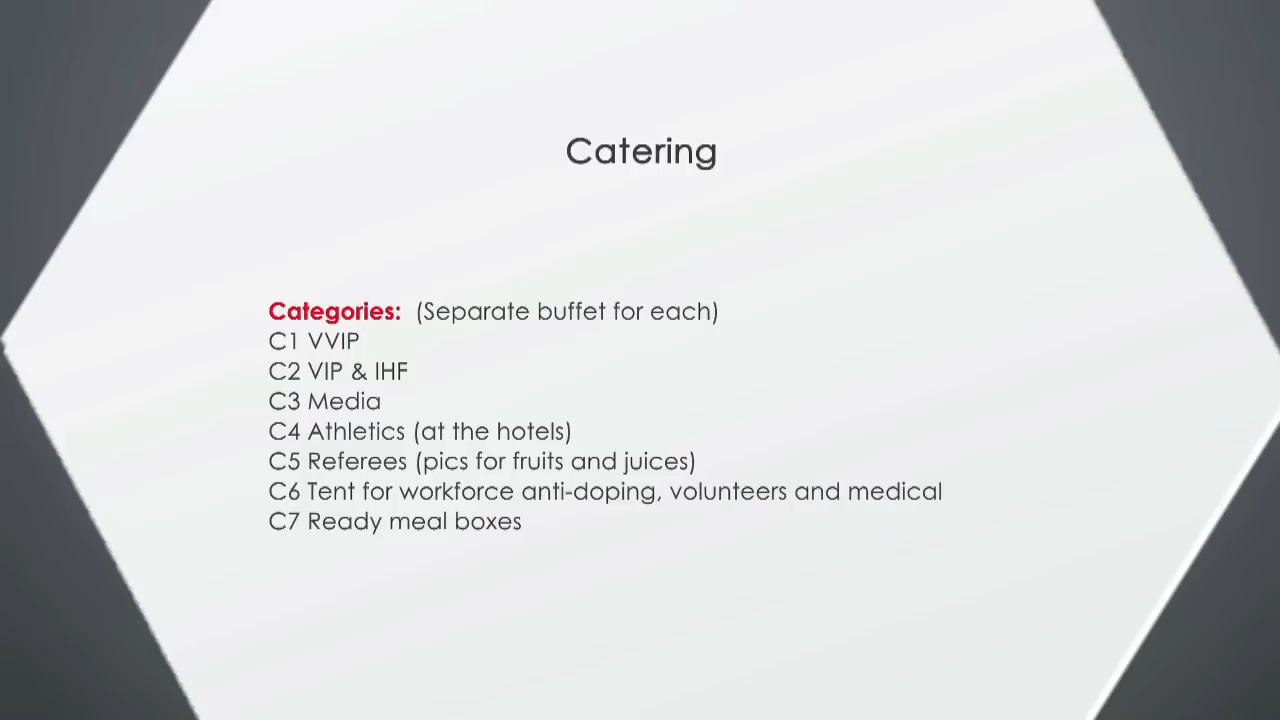 Catering
Categories: (Separate buffet for each)
C1 VVIP
C2 VIP & IHF
C3 Media
C4 Athletics (at the hotels)
C5 Referees (pics for fruits and juices)
C6 Tent for workforce anti-doping, volunteers and medical
C7 Ready meal boxes